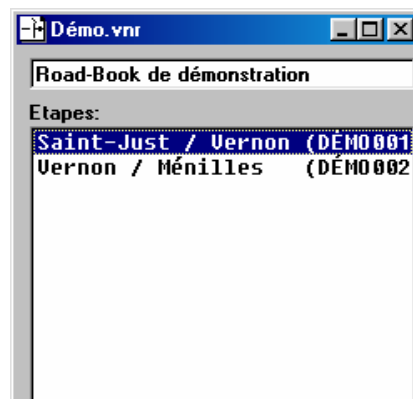 Démo.vnr
Road-Book de démonstration
Etapes:
Saint-Just / Vernon (DÉMO001
Vernon / Ménilles (DÉMO002